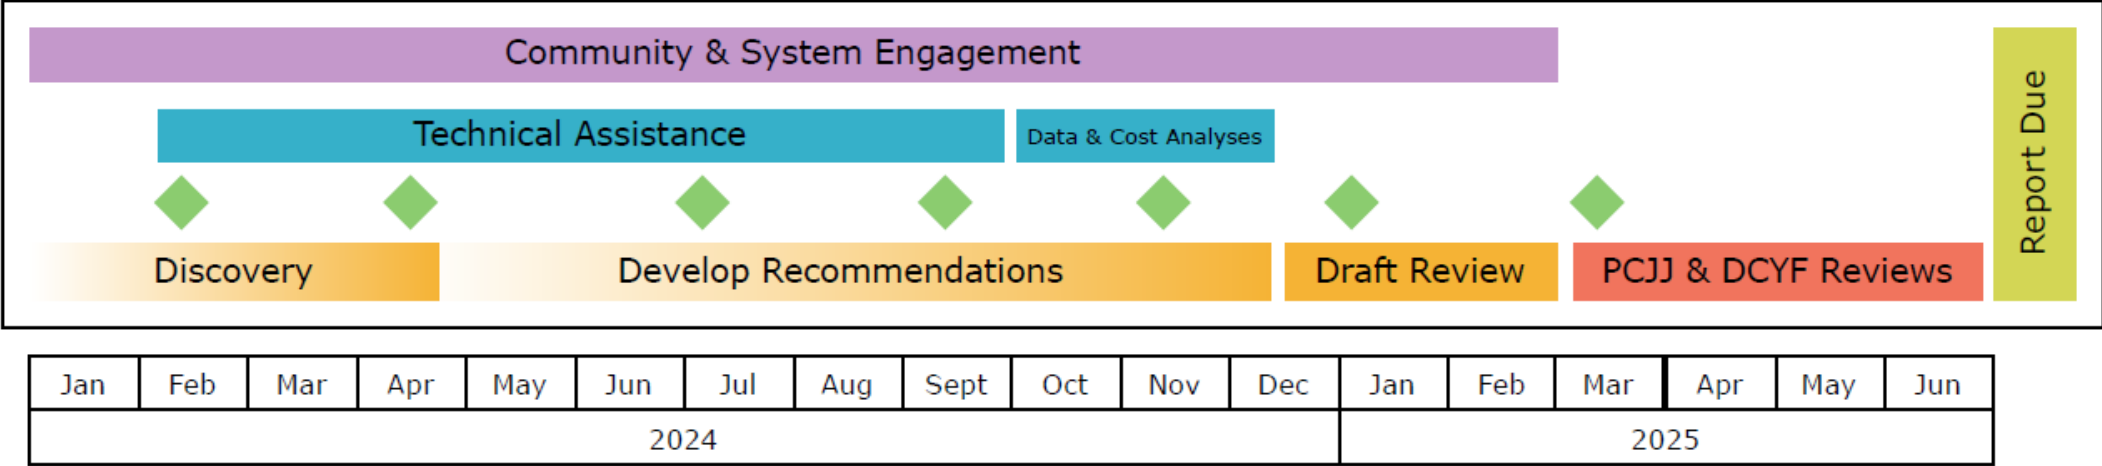 Community & System Engagement
Technical Assistance
Data & Cost Analyses
Discovery
Develop Recommendations
Draft Review
PCJJ & DCYF Reviews
Report Due
Jan Feb Mar Apr May Jun Jul Aug Sept Oct Nov Dec Jan Feb Mar Apr May Jun
2024 2025